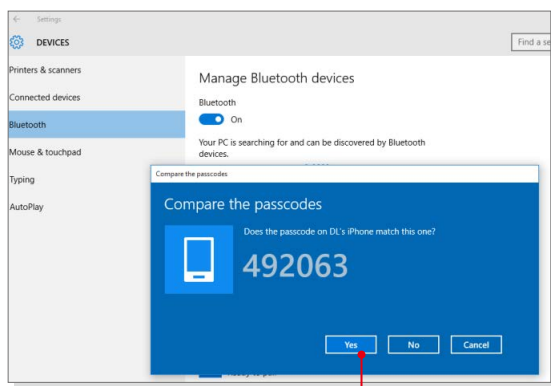 Settings
DEVICES
Find a se
Printers & scanners
Connected devices
Bluetooth
Mouse & touchpad
Typing
AutoPlay
Manage Bluetooth devices
Bluetooth
On
Your PC is searching for and can be discovered by Bluetooth
devices.
Compare the passcodes
Compare the passcodes
Does the passcode on DL's iPhone match this one?
492063
Yes No Cancel